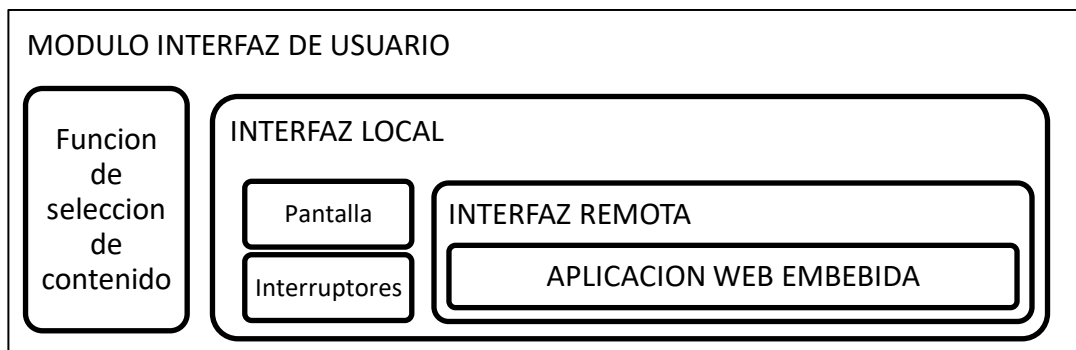 MODULO INTERFAZ DE USUARIO
Funcion
de
seleccion
de
contenido
INTERFAZ LOCAL
Pantalla
Interruptores
INTERFAZ REMOTA
APLICACION WEB EMBEBIDA